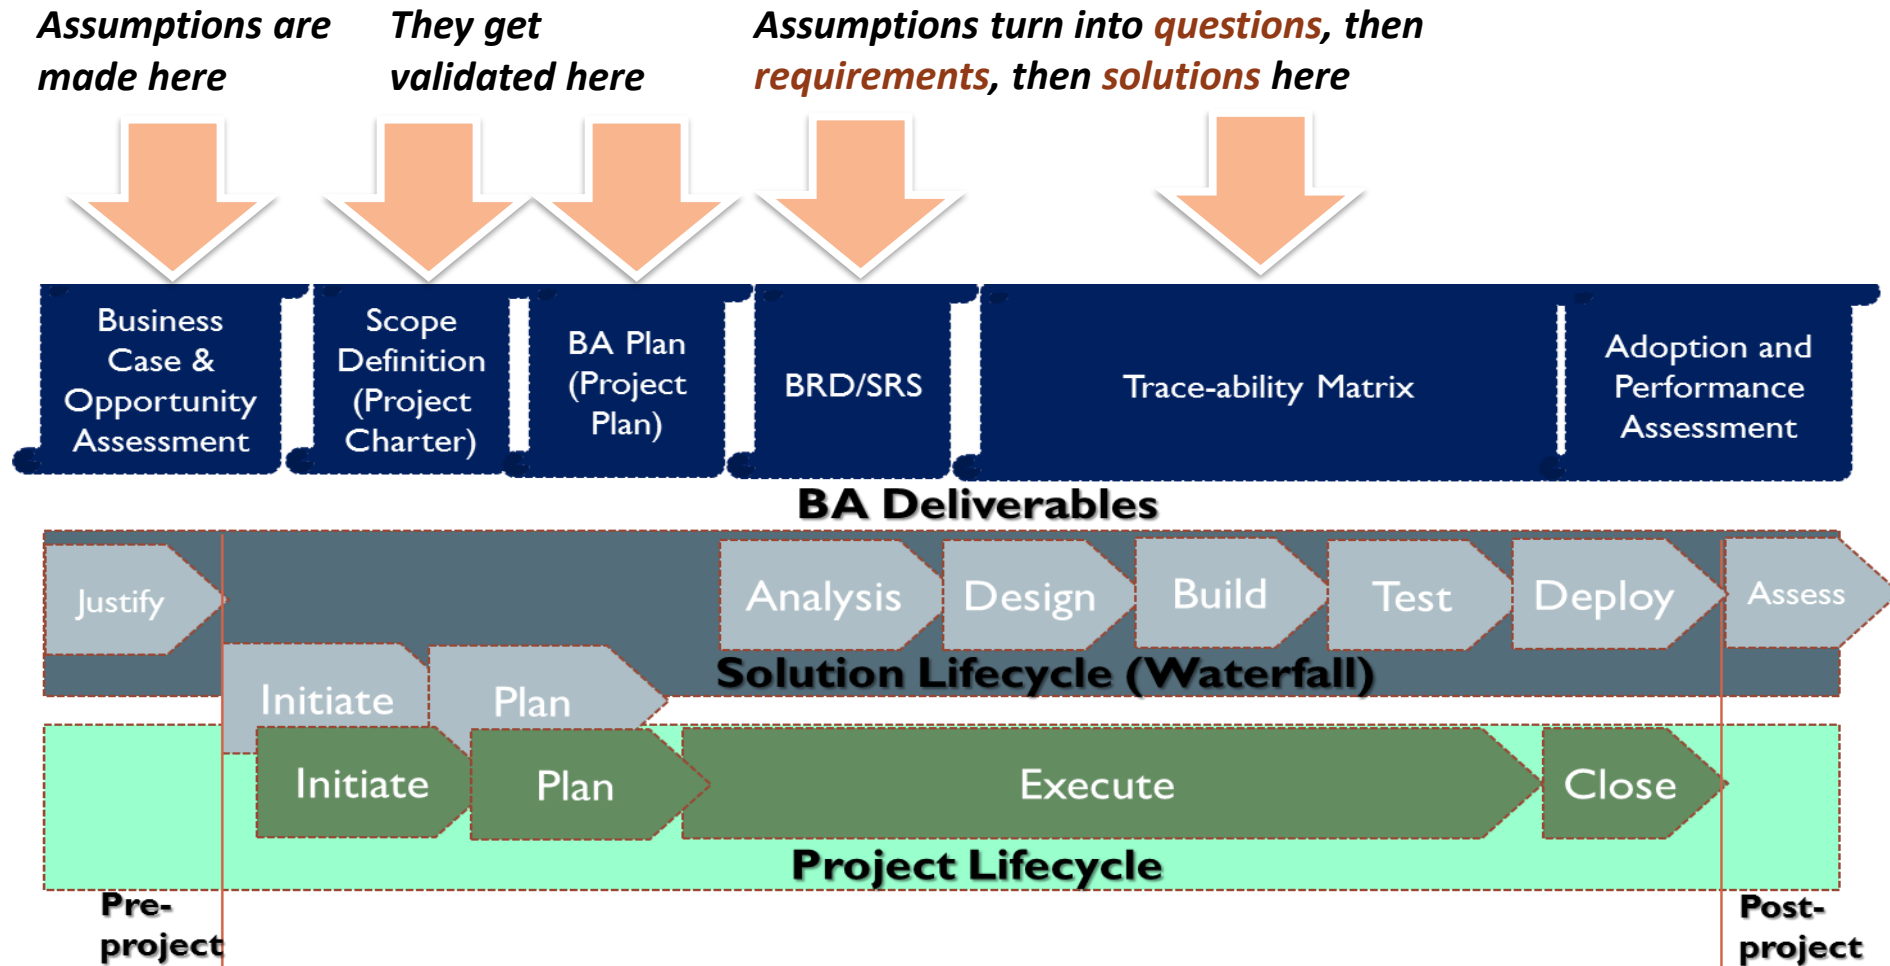 Assumptions are
made here
They get
validated here
Assumptions turn into questions, then
requirements, then solutions here
Business
Case &
Opportunity
Assessment
Scope
Definition
(Project
Charter)
BA Plan
(Project
Plan)
BRD/SRS
Trace-ability Matrix
Adoption and
Performance
Assessment
BA Deliverables
Justify
Analysis
Design
Build
Test
Deploy
Assess
Solution Lifecycle (Waterfall)
Initiate
Plan
Initiate
Plan
Execute
Close
Project Lifecycle
Pre-
project
Post-
project